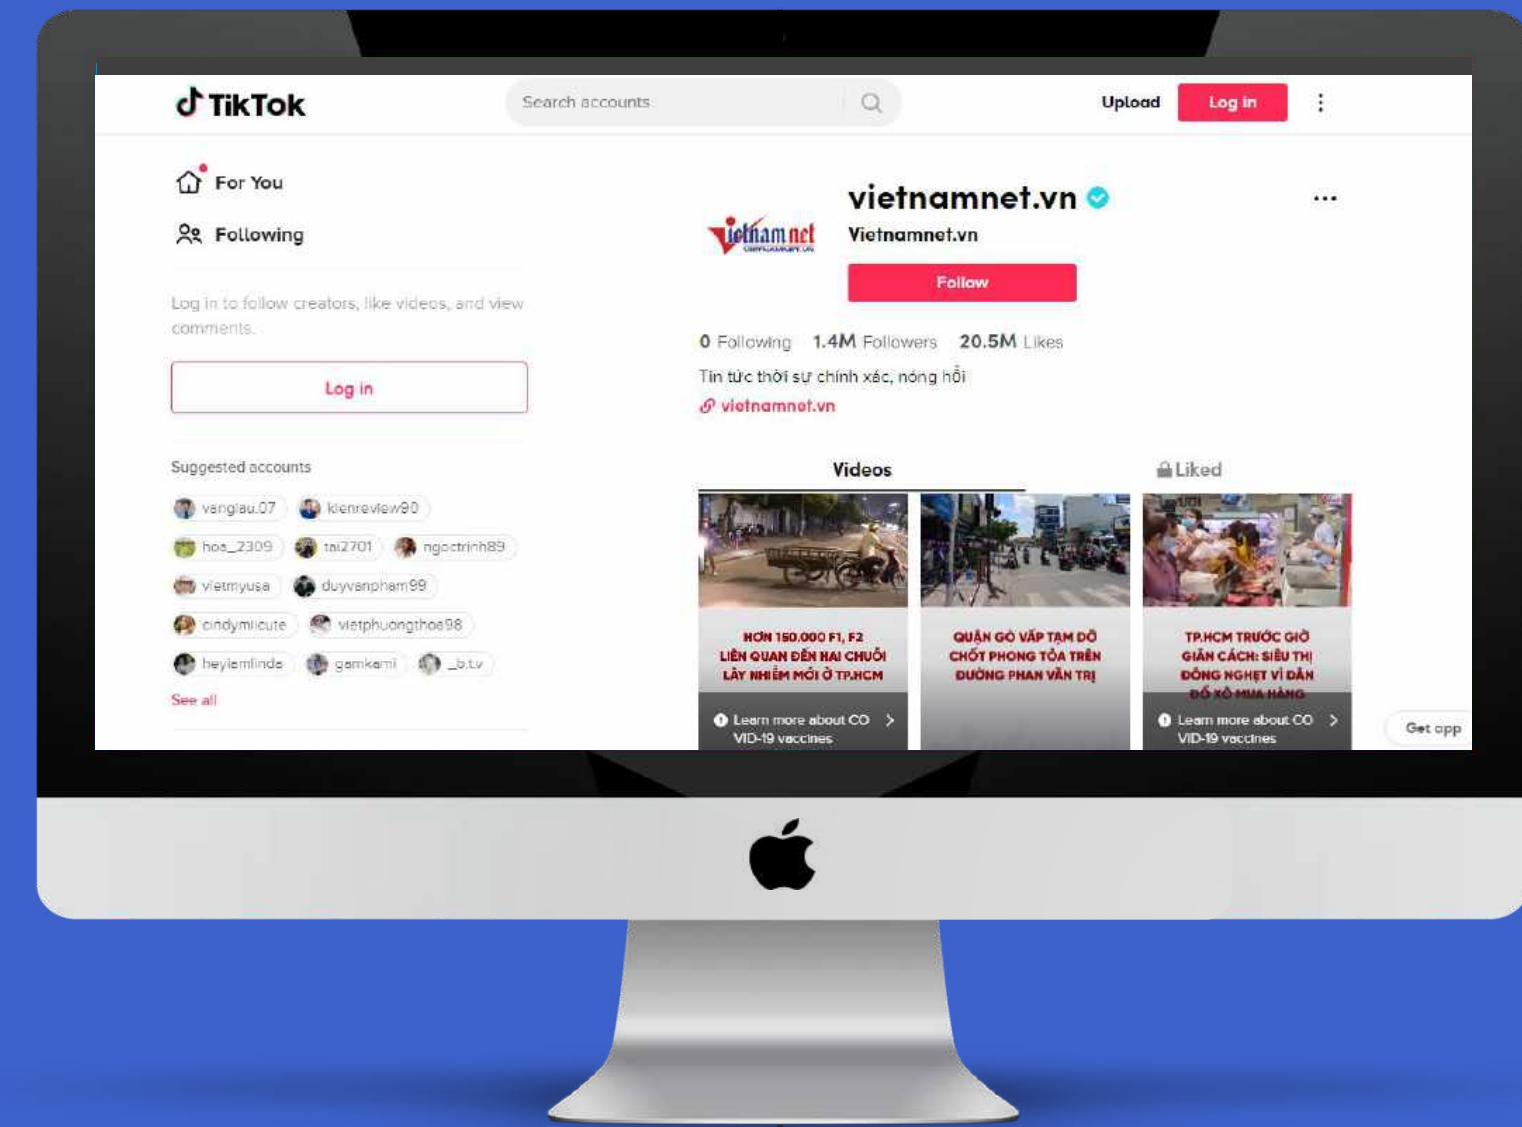 TikTok
Search accounts
Upload
Log in
For You
Following
Log in to follow creators, like videos, and view
comments.
Log in
Suggested accounts
vanglau.07
kienreview90
hoa_2309
tai2701
ngoctrinh89
vietmyusa
duyvanpham99
cindymiicute
vietphuongthoa98
heyiamlinda
gamkami
_b.t.v
See all
vietnamnet.vn
Vietnamnet.vn
Follow
Vietnam net
0 Following 1.4M Followers 20.5M Likes
Tin tức thời sự chính xác, nóng hổi
vietnamnet.vn
Videos
Liked
HƠN 150.000 F1, F2
LIÊN QUAN ĐẾN HAI CHUỖI
LÂY NHIỄM MỚI Ở TP.HCM
Learn more about CO
VID-19 vaccines
QUẬN GÒ VẤP TẠM DỠ
CHỐT PHONG TỎA TRÊN
ĐƯỜNG PHAN VĂN TRỊ
TP.HCM TRƯỚC GIỜ
GIÃN CÁCH: SIÊU THỊ
ĐÔNG NGHẸT VÌ DÂN
ĐỔ XÔ MUA HÀNG
Learn more about CO
VID-19 vaccines
Get app